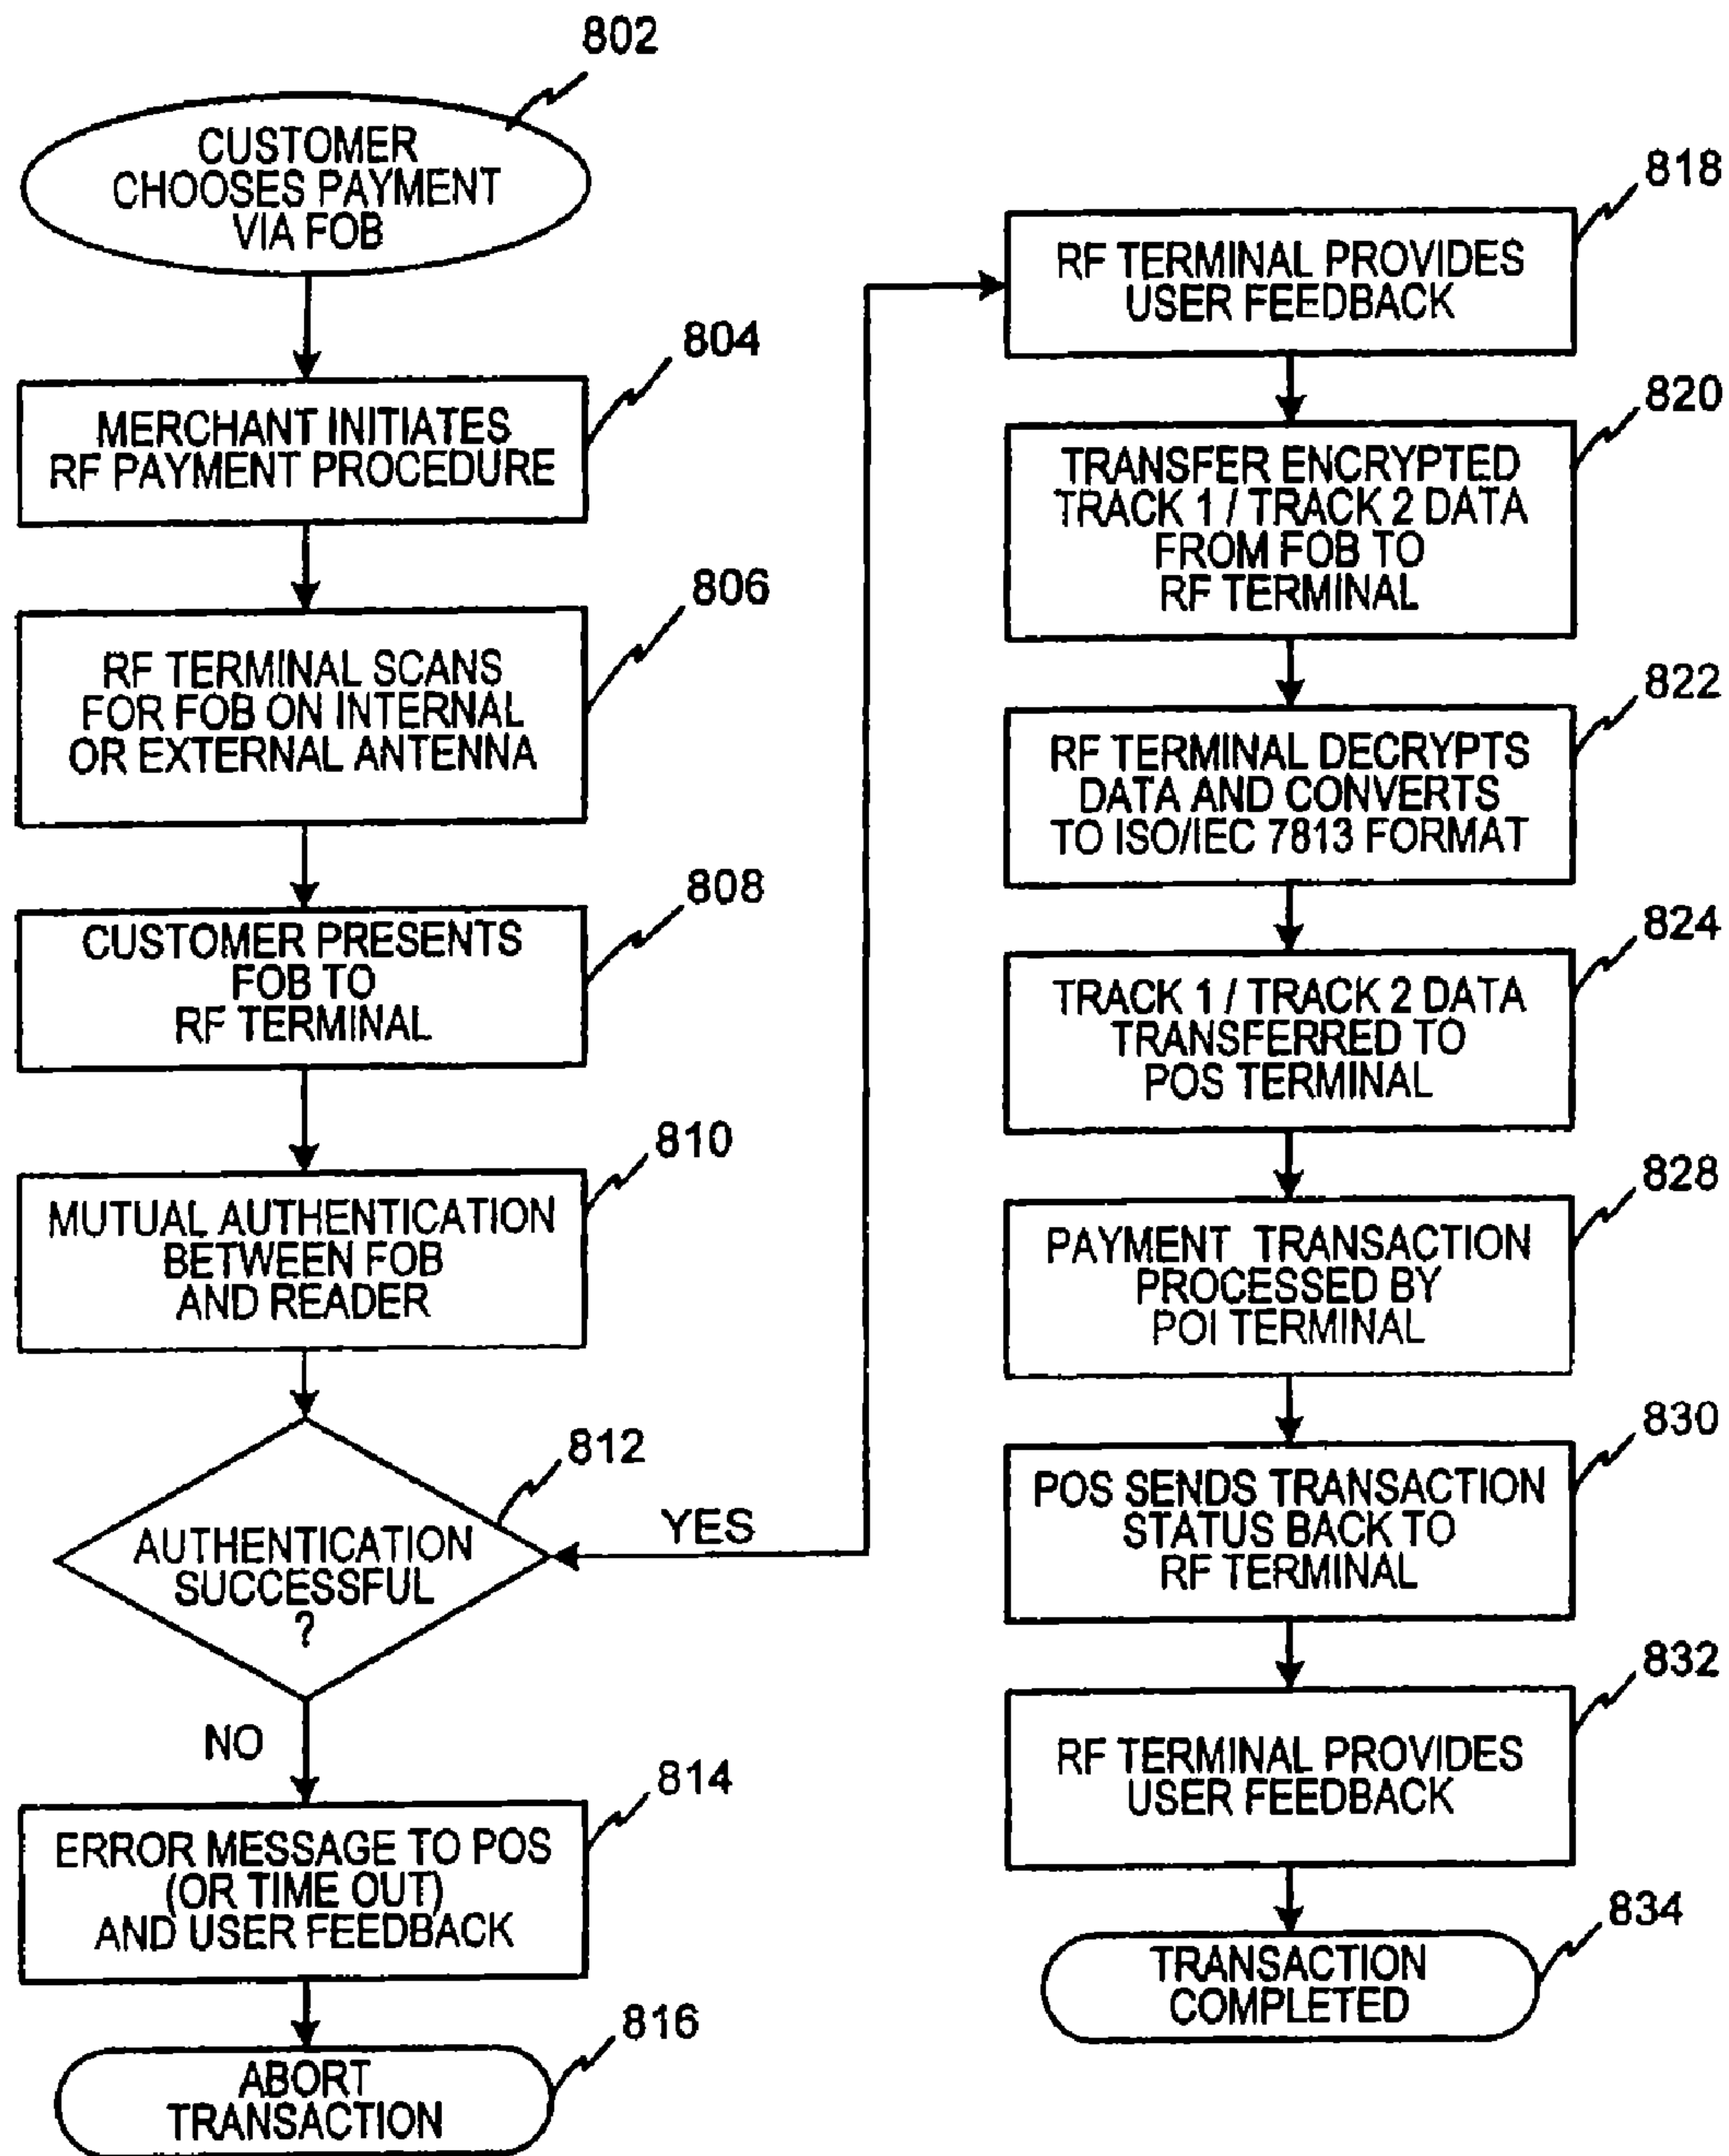 802
CUSTOMER
CHOOSES PAYMENT
VIA FOB
804
MERCHANT INITIATES
RF PAYMENT PROCEDURE
806
RF TERMINAL SCANS
FOR FOB ON INTERNAL
OR EXTERNAL ANTENNA
808
CUSTOMER PRESENTS
FOB TO
RF TERMINAL
810
MUTUAL AUTHENTICATION
BETWEEN FOB
AND READER
812
AUTHENTICATION
SUCCESSFUL
?
YES
NO
814
ERROR MESSAGE TO POS
(OR TIME OUT)
AND USER FEEDBACK
816
ABORT
TRANSACTION
818
RF TERMINAL PROVIDES
USER FEEDBACK
820
TRANSFER ENCRYPTED
TRACK 1 / TRACK 2 DATA
FROM FOB TO
RF TERMINAL
822
RF TERMINAL DECRYPTS
DATA AND CONVERTS
TO ISO/IEC 7813 FORMAT
824
TRACK 1 / TRACK 2 DATA
TRANSFERRED TO
POS TERMINAL
828
PAYMENT TRANSACTION
PROCESSED BY
POI TERMINAL
830
POS SENDS TRANSACTION
STATUS BACK TO
RF TERMINAL
832
RF TERMINAL PROVIDES
USER FEEDBACK
834
TRANSACTION
COMPLETED